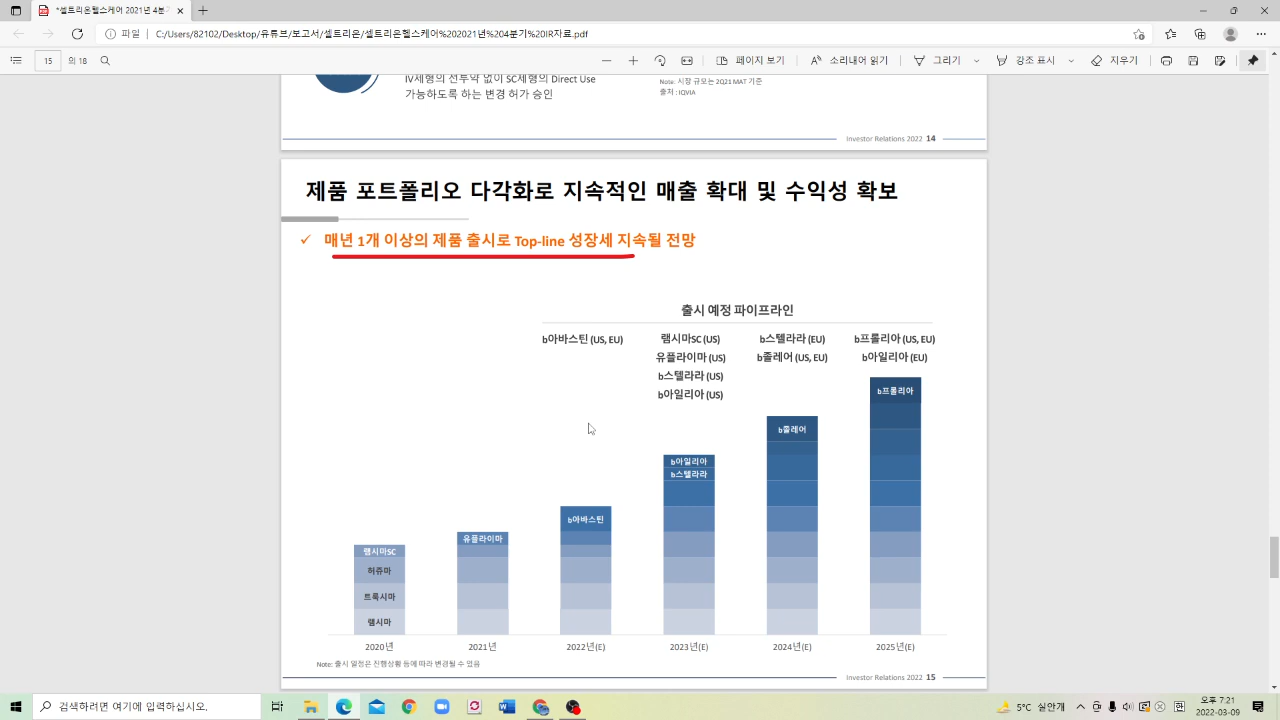 *셀트리온헬스케어 2021년 4분
파일 C:/Users/82102/Desktop/유튜브/보고서/셀트리온/셀트리온헬스케어%202021년%204분기%20IR자료.pdf
15 의 18
페이지 보기 소리내어 읽기 그리기 강조 표시 지우기
IV제형의 선투약 없이 SC제형의 Direct Use
가능하도록 하는 변경 허가 승인
Note: 시장 규모는 2Q21 MAT 기준
출처 : IQVIA
Investor Relations 2022 14
제품 포트폴리오 다각화로 지속적인 매출 확대 및 수익성 확보
✓ 매년 1개 이상의 제품 출시로 Top-line 성장세 지속될 전망
출시 예정 파이프라인
b아바스틴 (US, EU) 램시마SC (US) b스텔라라 (EU) b프롤리아 (US, EU)
유플라이마 (US) b졸레어 (US, EU) b아일리아 (EU)
b스텔라라 (US)
b아일리아 (US)
b프롤리아
b졸레어
b아일리아
b스텔라라
b아바스틴
유플라이마
램시마SC
허쥬마
트룩시마
램시마
2020년 2021년 2022년(E) 2023년(E) 2024년(E) 2025년(E)
Note: 출시 일정은 진행상황 등에 따라 변경될 수 있음
Investor Relations 2022 15
검색하려면 여기에 입력하십시오.
5°C 실안개
오후 7:21
2022-03-09